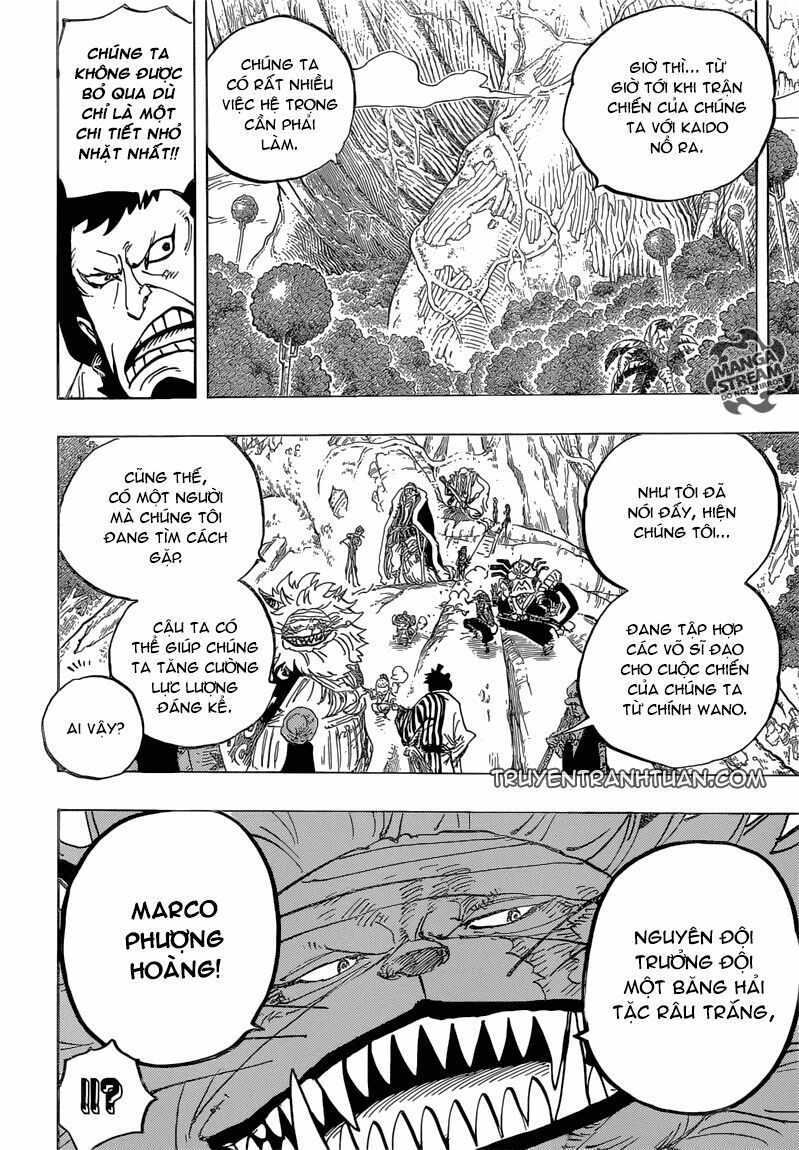 GIỜ THÌ... TỪ
GIỜ TỚI KHI TRẬN
CHIẾN CỦA CHÚNG
TA VỚI KAIDO
NỔ RA.
CHÚNG TA
CÓ RẤT NHIỀU
VIỆC HỆ TRỌNG
CẦN PHẢI
LÀM.
CHÚNG TA
KHÔNG ĐƯỢC
BỎ QUA DÙ
CHỈ LÀ MỘT
CHI TIẾT NHỎ
NHẶT NHẤT!!
MANGA
STREAM.com
DO NOT MIRROR
NHƯ TÔI ĐÃ
NÓI ĐẤY, HIỆN
CHÚNG TÔI...
ĐANG TẬP HỢP
CÁC VÕ SĨ ĐẠO
CHO CUỘC CHIẾN
CỦA CHÚNG TA
TỪ CHÍNH WANO.
CŨNG THẾ,
CÓ MỘT NGƯỜI
MÀ CHÚNG TÔI
ĐANG TÌM CÁCH
GẶP.
CẬU TA CÓ
THỂ GIÚP CHÚNG
TA TĂNG CƯỜNG
LỰC LƯỢNG
ĐÁNG KỂ.
AI VẬY?
TRUYENTRANHTUAN.COM
NGUYÊN ĐỘI
TRƯỞNG ĐỘI
MỘT BĂNG HẢI
TẶC RÂU TRẮNG,
MARCO
PHƯỢNG
HOÀNG!
!!?